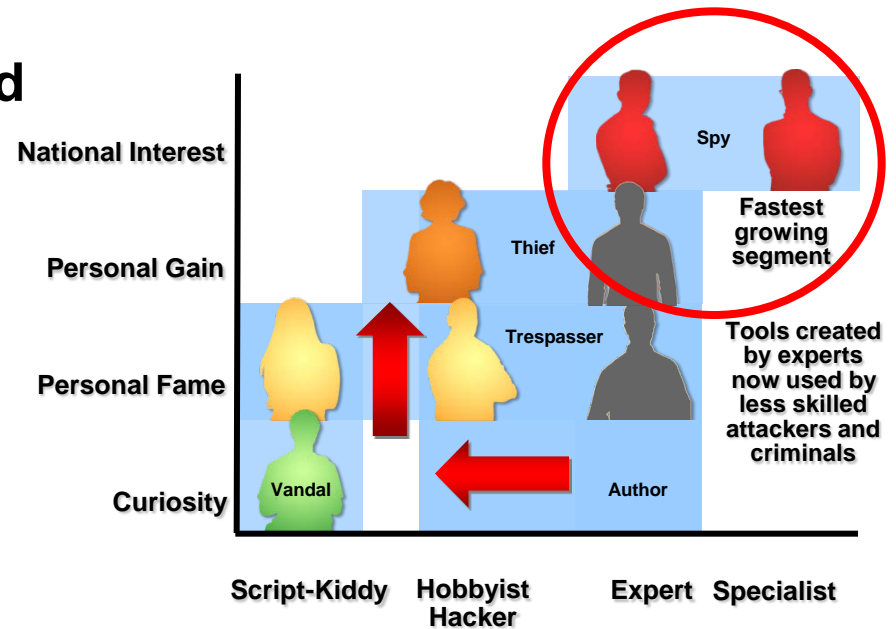 d
National Interest
Spy
Fastest
growing
segment
Personal Gain
Thief
Trespasser
Tools created
by experts
now used by
less skilled
attackers and
criminals
Personal Fame
Curiosity
Vandal
Author
Script-Kiddy
Hobbyist
Hacker
Expert
Specialist